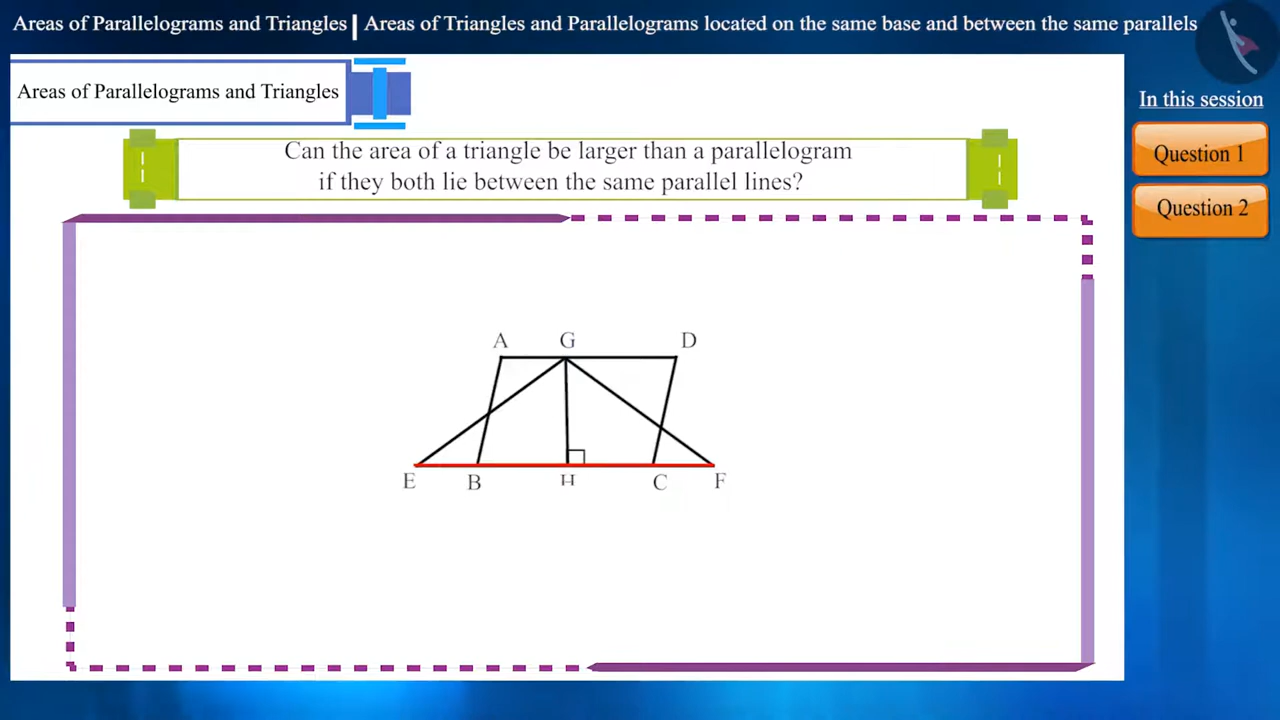 Areas of Parallelograms and Triangles | Areas of Triangles and Parallelograms located on the same base and between the same parallels
Areas of Parallelograms and Triangles
In this session
Question 1
Question 2
Can the area of a triangle be larger than a parallelogram
if they both lie between the same parallel lines?
A G D
E B H C F